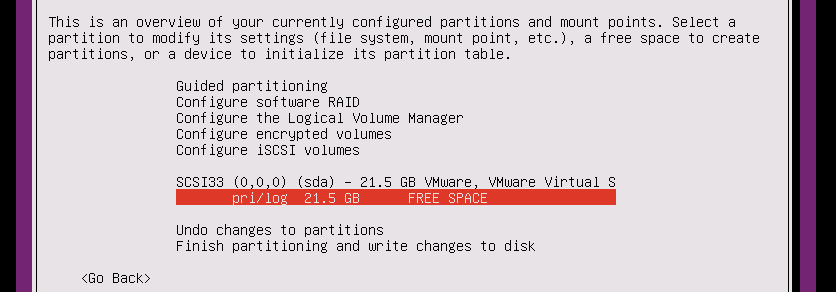 This is an overview of your currently configured partitions and mount points. Select a
partition to modify its settings (file system, mount point, etc.), a free space to create
partitions, or a device to initialize its partition table.
Guided partitioning
Configure software RAID
Configure the Logical Volume Manager
Configure encrypted volumes
Configure iSCSI volumes
SCSI33 (0,0,0) (sda) - 21.5 GB VMware, VMware Virtual S
pri/log 21.5 GB FREE SPACE
Undo changes to partitions
Finish partitioning and write changes to disk
<Go Back>